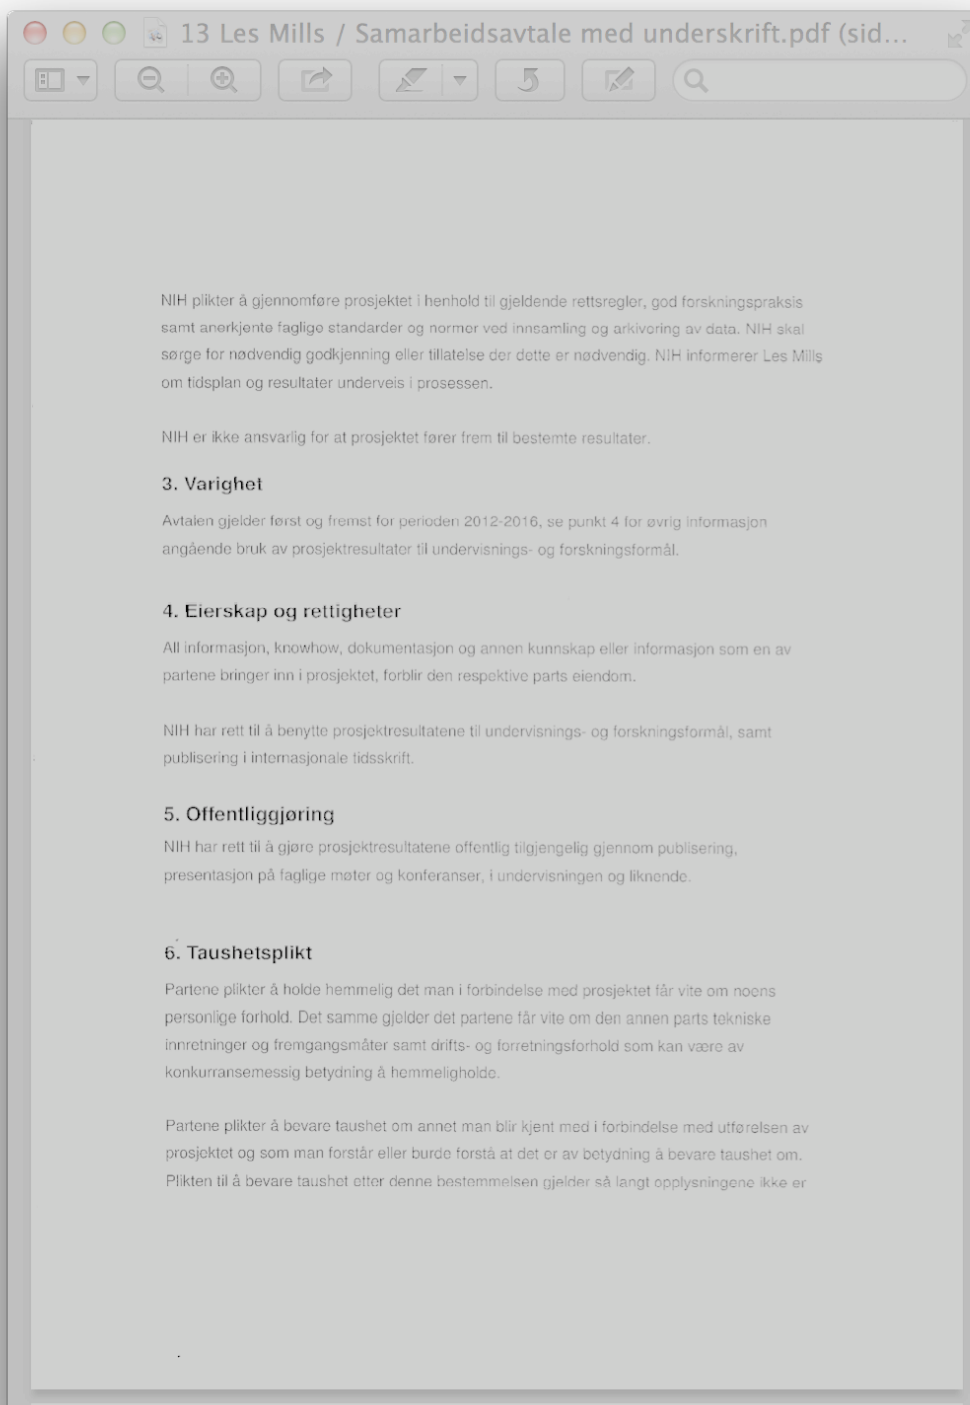 13 Les Mills / Samarbeidsavtale med underskrift.pdf (sid...
NIH plikter å gjennomføre prosjektet i henhold til gjeldende rettsregler, god forskningspraksis
samt anerkjente faglige standarder og normer ved innsamling og arkivering av data. NIH skal
sørge for nødvendig godkjenning eller tillatelse der dette er nødvendig. NIH informerer Les Mills
om tidsplan og resultater underveis i prosessen.
NIH er ikke ansvarlig for at prosjektet fører frem til bestemte resultater.
3. Varighet
Avtalen gjelder først og fremst for perioden 2012-2016, se punkt 4 for øvrig informasjon
angående bruk av prosjektresultater til undervisnings- og forskningsformål.
4. Eierskap og rettigheter
All informasjon, knowhow, dokumentasjon og annen kunnskap eller informasjon som en av
partene bringer inn i prosjektet, forblir den respektive parts eiendom.
NIH har rett til å benytte prosjektresultatene til undervisnings- og forskningsformål, samt
publisering i internasjonale tidsskrift.
5. Offentliggjøring
NIH har rett til å gjøre prosjektresultatene offentlig tilgjengelig gjennom publisering,
presentasjon på faglige møter og konferanser, i undervisningen og liknende.
6. Taushetsplikt
Partene plikter å holde hemmelig det man i forbindelse med prosjektet får vite om noens
personlige forhold. Det samme gjelder det partene får vite om den annen parts tekniske
innretninger og fremgangsmåter samt drifts- og forretningsforhold som kan være av
konkurransemessig betydning å hemmeligholde.
Partene plikter å bevare taushet om annet man blir kjent med i forbindelse med utførelsen av
prosjektet og som man forstår eller burde forstå at det er av betydning å bevare taushet om.
Plikten til å bevare taushet etter denne bestemmelsen gjelder så langt opplysningene ikke er